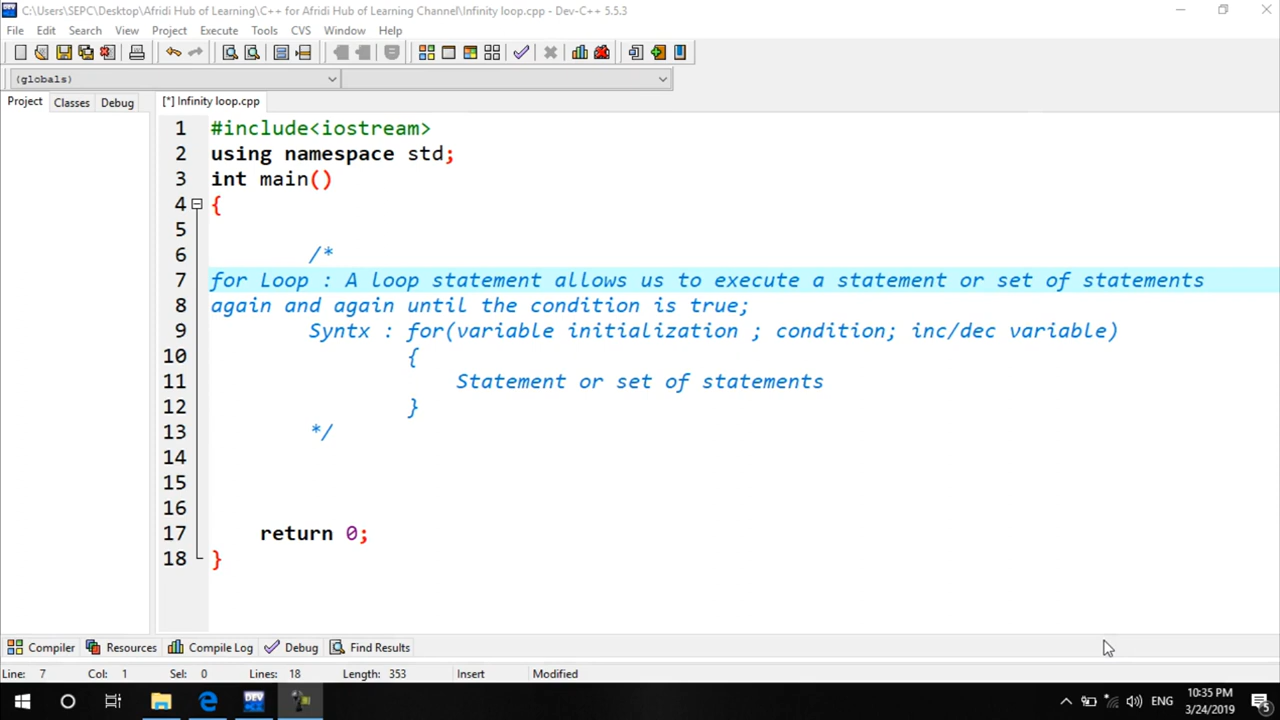 C:\Users\SEPC\Desktop\Afridi Hub of Learning\C++ for Afridi Hub of Learning Channel\Infinity loop.cpp - Dev-C++ 5.5.3
File Edit Search View Project Execute Tools CVS Window Help
(globals)
Project Classes Debug [*] Infinity loop.cpp
1 #include<iostream>
2 using namespace std;
3 int main()
4 {
5
6 /*
7 for Loop : A loop statement allows us to execute a statement or set of statements
8 again and again until the condition is true;
9 Syntx : for(variable initialization ; condition; inc/dec variable)
10 {
11 Statement or set of statements
12 }
13 */
14
15
16
17 return 0;
18 }
Compiler Resources Compile Log Debug Find Results
Line: 7 Col: 1 Sel: 0 Lines: 18 Length: 353 Insert Modified
DEV ENG 10:35 PM
3/24/2019 5